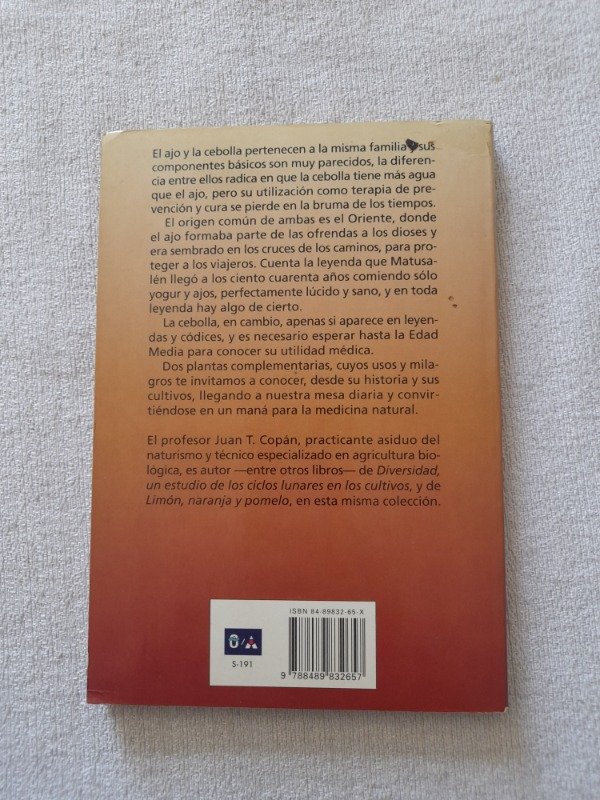 El ajo y la cebolla pertenecen a la misma familia y sus
componentes básicos son muy parecidos, la diferen-
cia entre ellos radica en que la cebolla tiene más agua
que el ajo, pero su utilización como terapia de pre-
vención y cura se pierde en la bruma de los tiempos.
El origen común de ambas es el Oriente, donde
el ajo formaba parte de las ofrendas a los dioses y
era sembrado en los cruces de los caminos, para pro-
teger a los viajeros. Cuenta la leyenda que Matusa-
lén llegó a los ciento cuarenta años comiendo sólo
yogur y ajos, perfectamente lúcido y sano, y en toda
leyenda hay algo de cierto.
La cebolla, en cambio, apenas si aparece en leyen-
das y códices, y es necesario esperar hasta la Edad
Media para conocer su utilidad médica.
Dos plantas complementarias, cuyos usos y mila-
gros te invitamos a conocer, desde su historia y sus
cultivos, llegando a nuestra mesa diaria y convir-
tiéndose en un maná para la medicina natural.
El profesor Juan T. Copán, practicante asiduo del
naturismo y técnico especializado en agricultura bio-
lógica, es autor —entre otros libros— de Diversidad,
un estudio de los ciclos lunares en los cultivos, y de
Limón, naranja y pomelo, en esta misma colección.
ISBN 84-89832-65-X
S-191
9 788489 832657